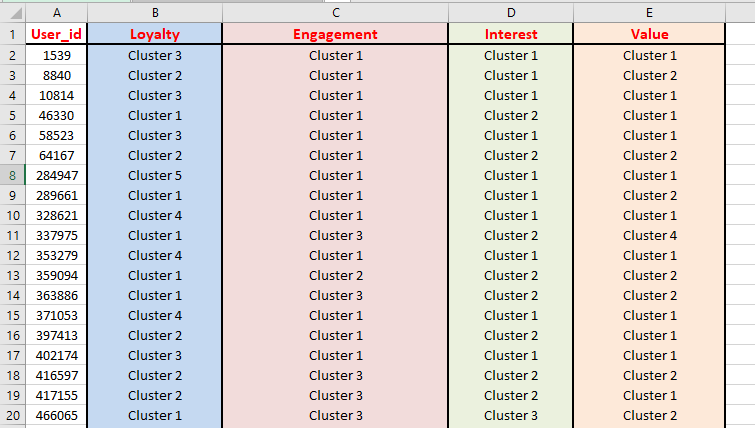 A B C D E
1 User_id Loyalty Engagement Interest Value
2 1539 Cluster 3 Cluster 1 Cluster 1 Cluster 1
3 8840 Cluster 2 Cluster 1 Cluster 1 Cluster 2
4 10814 Cluster 3 Cluster 1 Cluster 1 Cluster 1
5 46330 Cluster 1 Cluster 1 Cluster 2 Cluster 1
6 58523 Cluster 3 Cluster 1 Cluster 1 Cluster 1
7 64167 Cluster 2 Cluster 1 Cluster 2 Cluster 2
8 284947 Cluster 5 Cluster 1 Cluster 1 Cluster 1
9 289661 Cluster 1 Cluster 1 Cluster 1 Cluster 2
10 328621 Cluster 4 Cluster 1 Cluster 1 Cluster 1
11 337975 Cluster 1 Cluster 3 Cluster 2 Cluster 4
12 353279 Cluster 4 Cluster 1 Cluster 1 Cluster 1
13 359094 Cluster 1 Cluster 2 Cluster 2 Cluster 2
14 363886 Cluster 1 Cluster 3 Cluster 2 Cluster 2
15 371053 Cluster 4 Cluster 1 Cluster 1 Cluster 1
16 397413 Cluster 2 Cluster 1 Cluster 2 Cluster 1
17 402174 Cluster 3 Cluster 1 Cluster 1 Cluster 1
18 416597 Cluster 2 Cluster 3 Cluster 2 Cluster 2
19 417155 Cluster 2 Cluster 3 Cluster 2 Cluster 1
20 466065 Cluster 1 Cluster 3 Cluster 3 Cluster 2